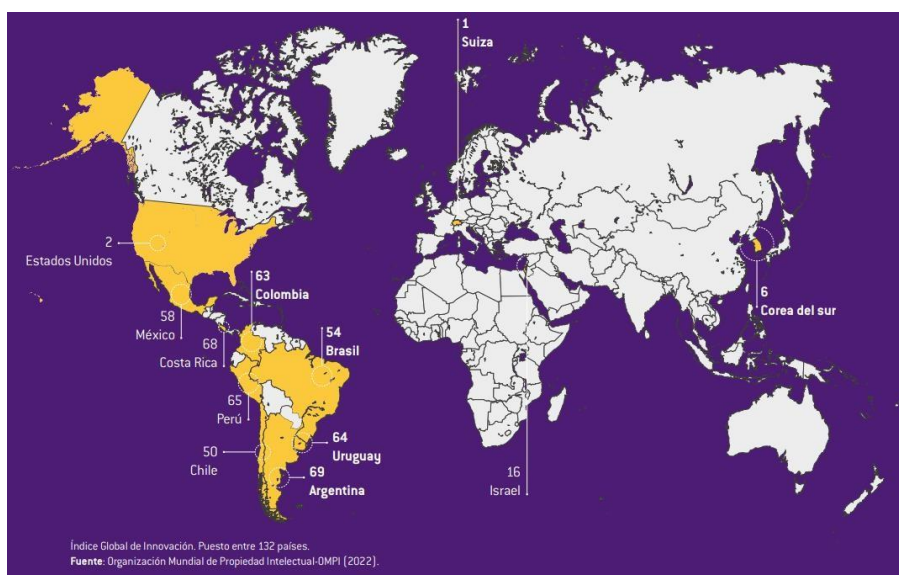 1
Suiza
2
Estados Unidos
63
Colombia
58
México
54
Brasil
6
Corea del sur
68
Costa Rica
65
Perú
64
Uruguay
50
Chile
69
Argentina
16
Israel
Índice Global de Innovación. Puesto entre 132 países.
Fuente: Organización Mundial de Propiedad Intelectual-OMPI (2022).